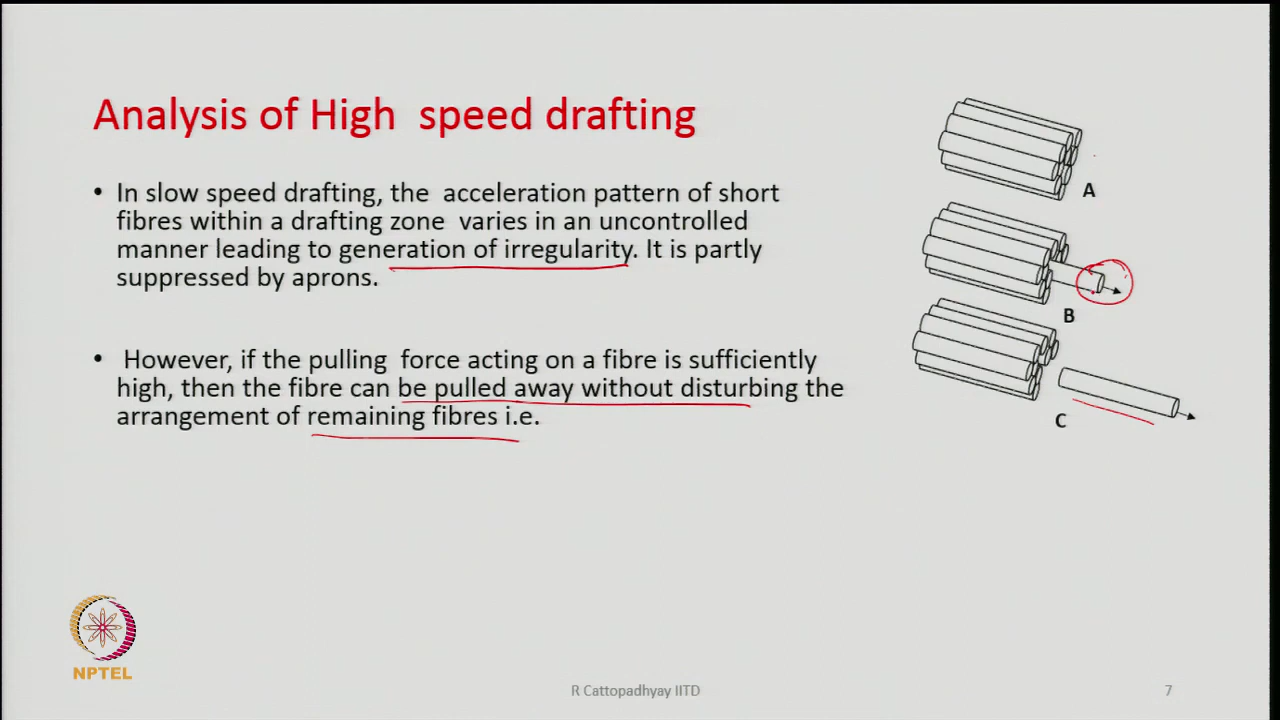 Analysis of High speed drafting
• In slow speed drafting, the acceleration pattern of short
fibres within a drafting zone varies in an uncontrolled
manner leading to generation of irregularity. It is partly
suppressed by aprons.
• However, if the pulling force acting on a fibre is sufficiently
high, then the fibre can be pulled away without disturbing the
arrangement of remaining fibres i.e.
A
B
C
NPTEL
R Cattopadhyay IITD
7